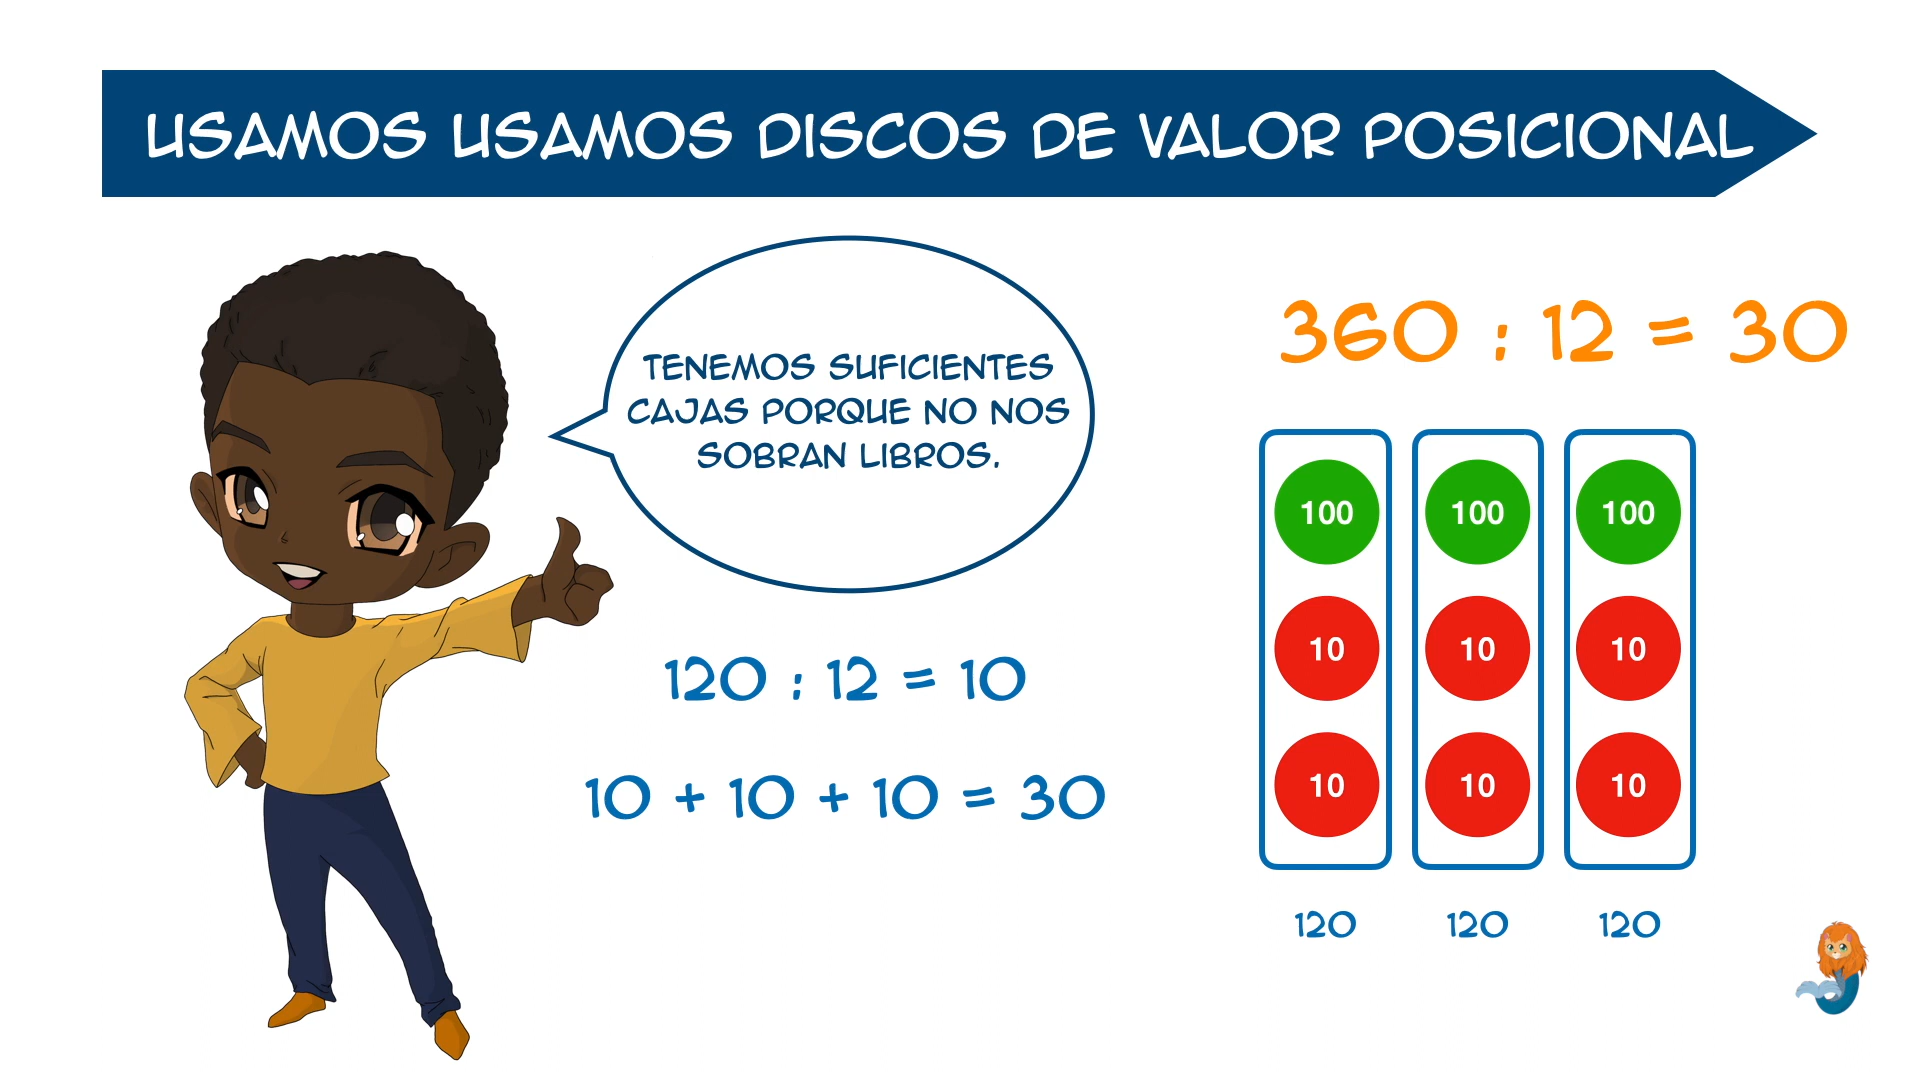 USAMOS USAMOS DISCOS DE VALOR POSICIONAL
TENEMOS SUFICIENTES
CAJAS PORQUE NO NOS
SOBRAN LIBROS.
360 : 12 = 30
120 : 12 = 10
10 + 10 + 10 = 30
100 100 100
10 10 10
10 10 10
120 120 120